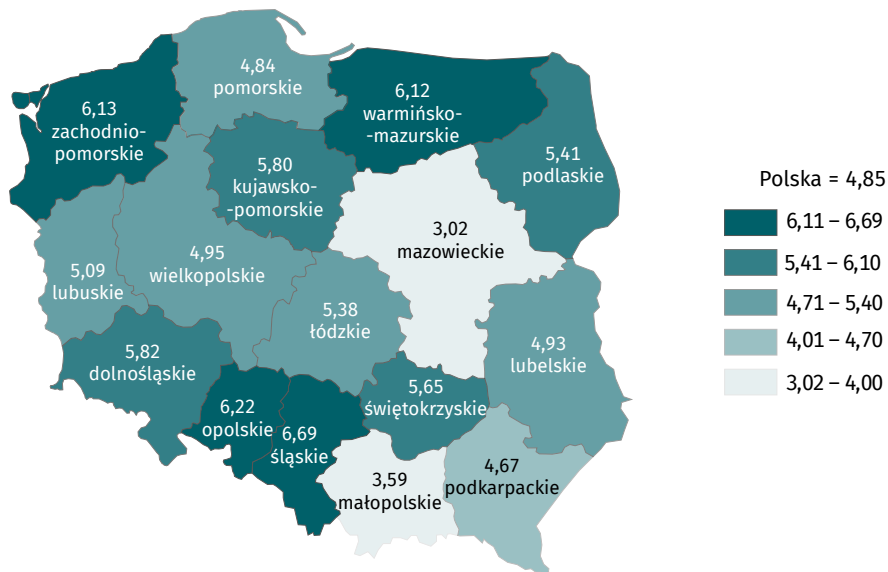 4,84
pomorskie
6,13
zachodnio-
pomorskie
6,12
warmińsko-
-mazurskie
5,41
podlaskie
5,80
kujawsko-
-pomorskie
3,02
mazowieckie
4,95
wielkopolskie
5,09
lubuskie
5,38
łódzkie
4,93
lubelskie
5,82
dolnośląskie
5,65
świętokrzyskie
6,22
opolskie
6,69
śląskie
3,59
małopolskie
4,67
podkarpackie
Polska = 4,85
6,11 – 6,69
5,41 – 6,10
4,71 – 5,40
4,01 – 4,70
3,02 – 4,00